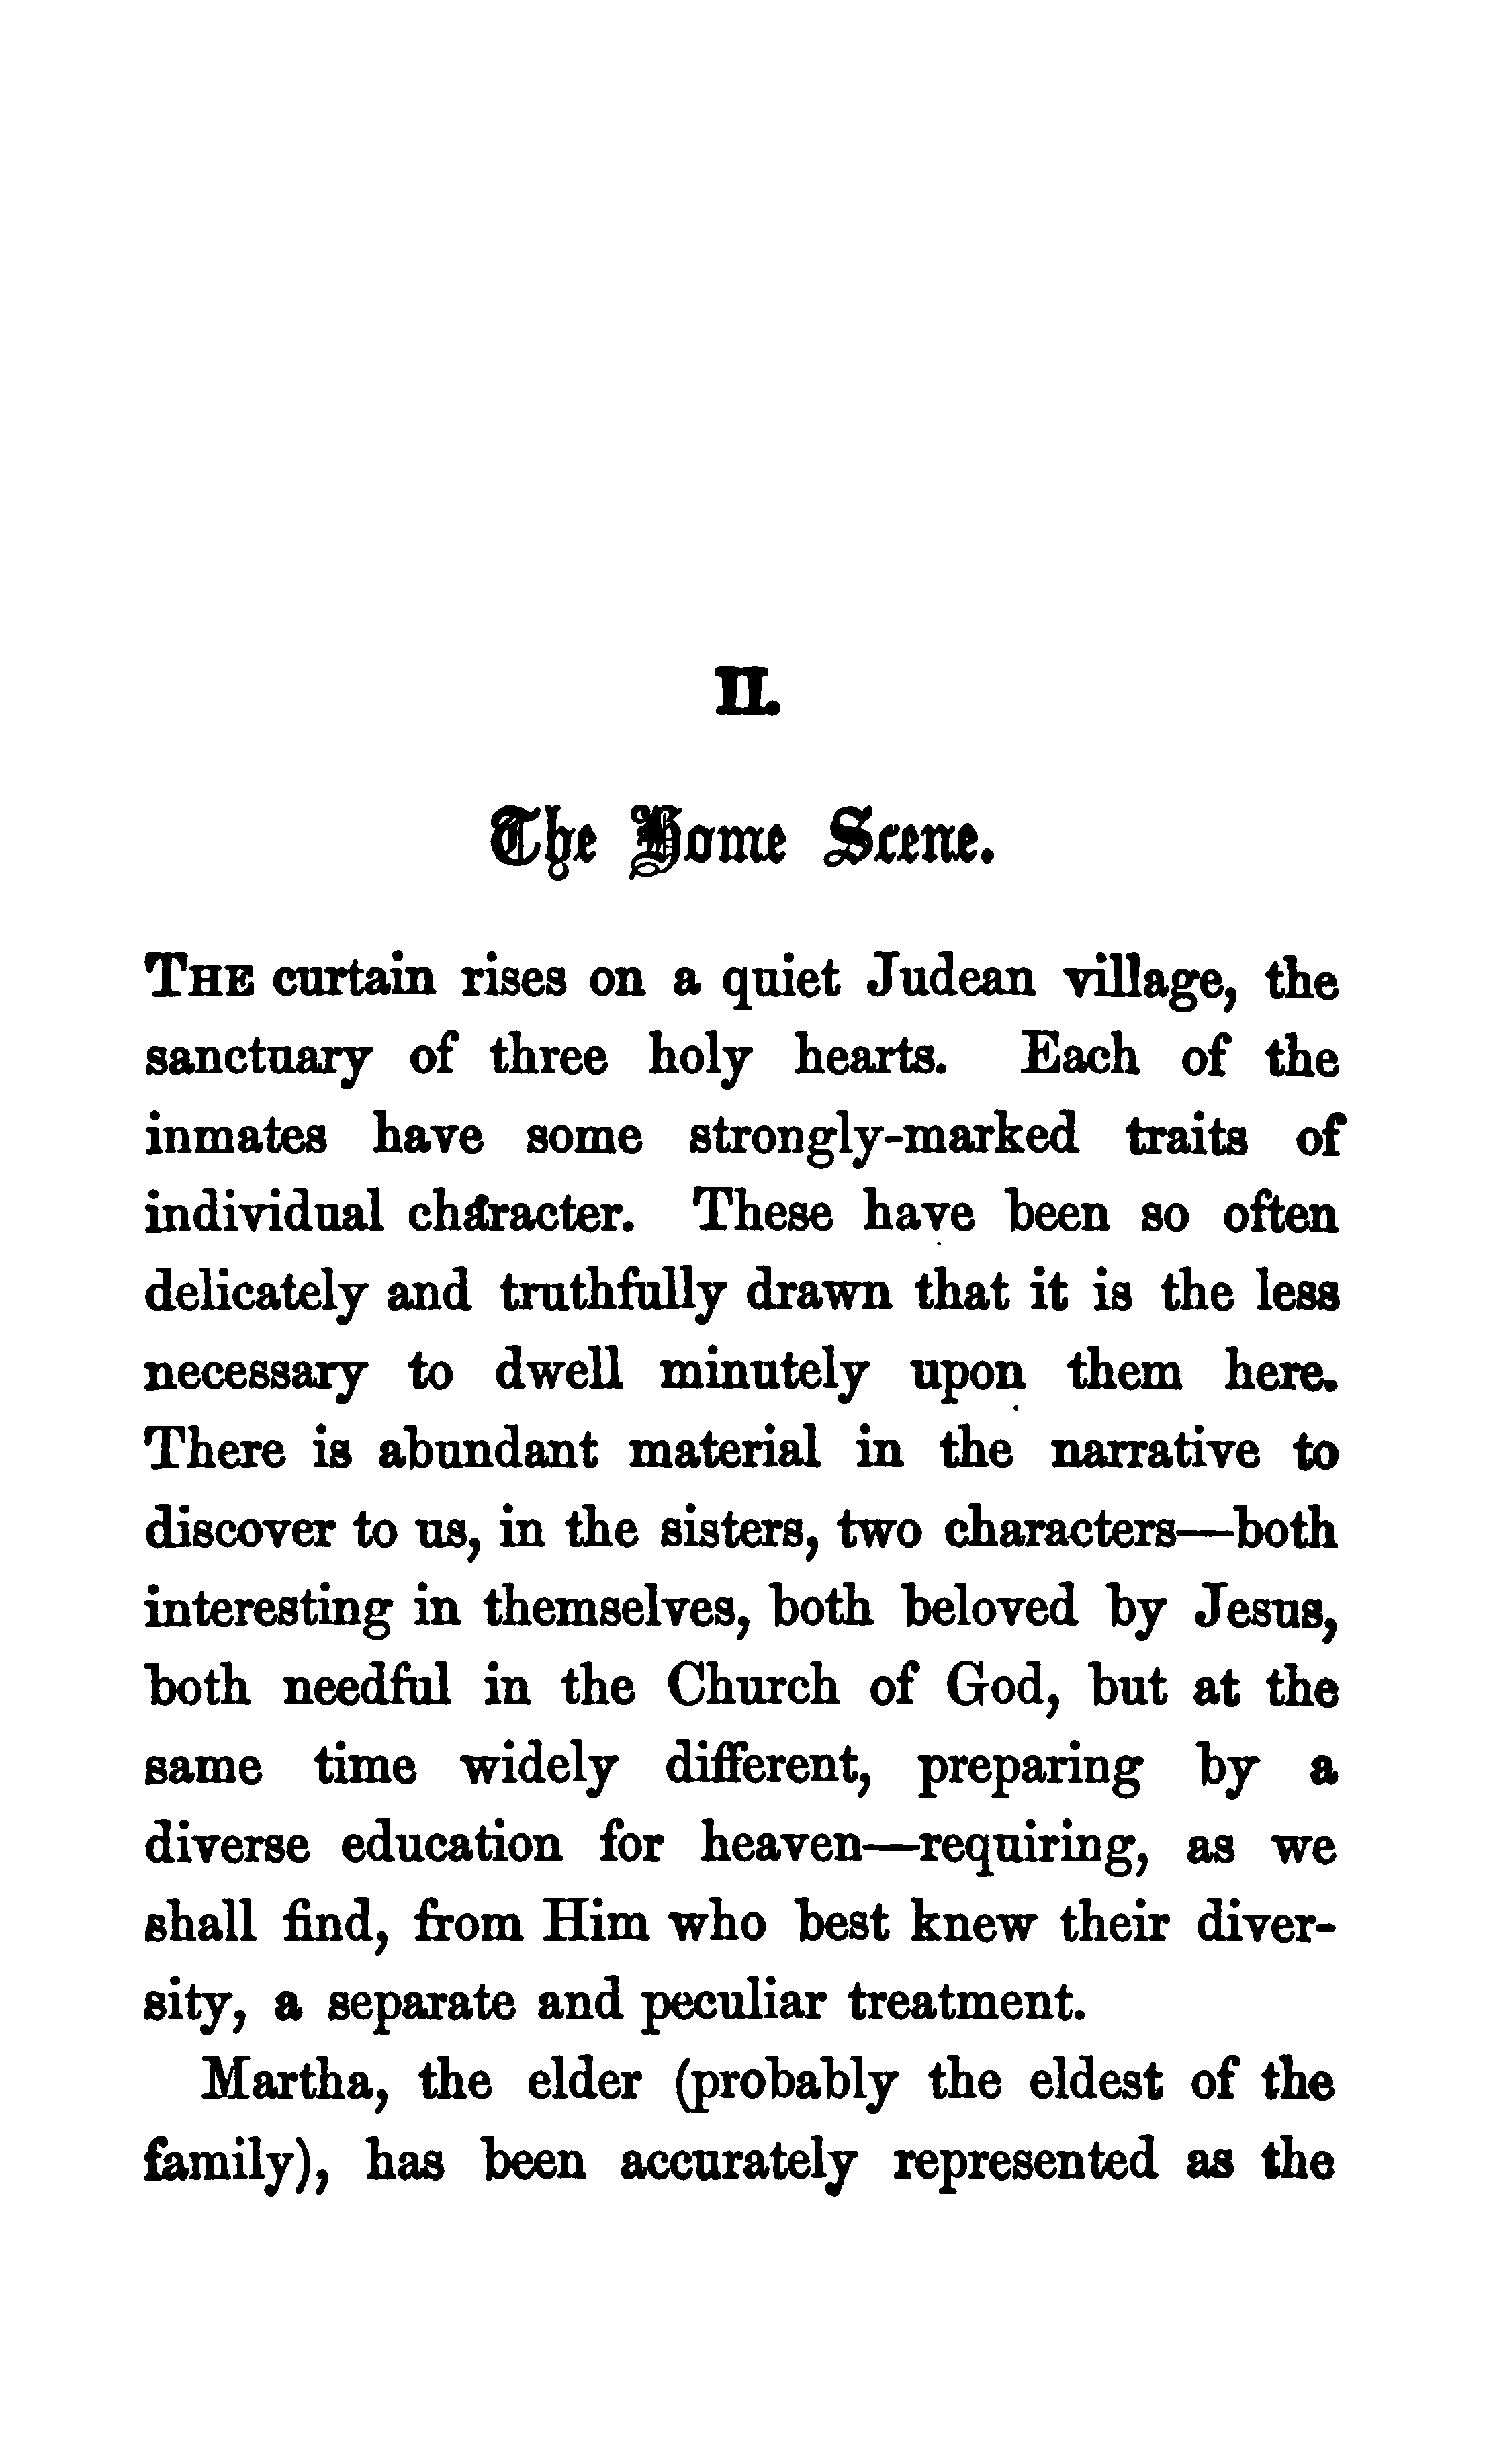 II.
The Home Scene.
THE curtain rises on a quiet Judean village, the
sanctuary of three holy hearts. Each of the
inmates have some strongly-marked traits of
individual character. These have been so often
delicately and truthfully drawn that it is the less
necessary to dwell minutely upon them here.
There is abundant material in the narrative to
discover to us, in the sisters, two characters—both
interesting in themselves, both beloved by Jesus,
both needful in the Church of God, but at the
same time widely different, preparing by a
diverse education for heaven—requiring, as we
shall find, from Him who best knew their diver-
sity, a separate and peculiar treatment.
Martha, the elder (probably the eldest of the
family), has been accurately represented as the